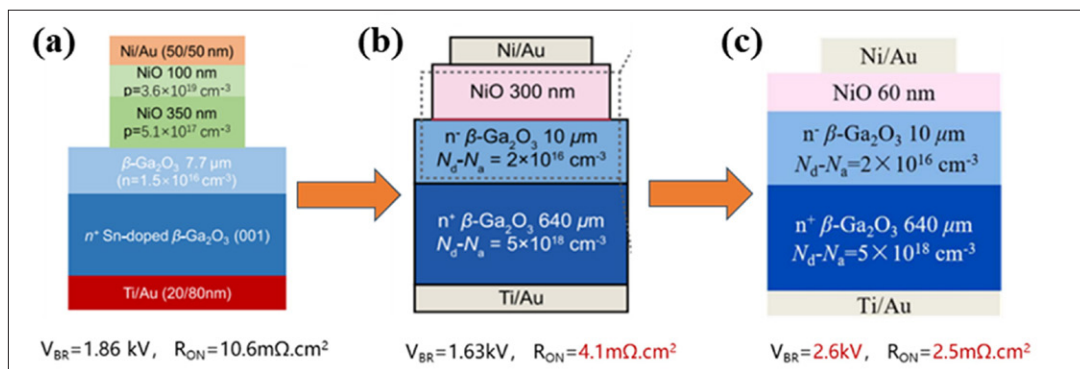 (a)
Ni/Au (50/50 nm)
NiO 100 nm
p=3.6×10¹⁹ cm⁻³
NiO 350 nm
p=5.1×10¹⁷ cm⁻³
β-Ga₂O₃ 7.7 μm
(n=1.5×10¹⁶ cm⁻³)
n⁺ Sn-doped β-Ga₂O₃ (001)
Ti/Au (20/80nm)
V_BR=1.86 kV, R_ON=10.6mΩ.cm²
(b)
Ni/Au
NiO 300 nm
n⁻ β-Ga₂O₃ 10 μm
N_d-N_a = 2×10¹⁶ cm⁻³
n⁺ β-Ga₂O₃ 640 μm
N_d-N_a = 5×10¹⁸ cm⁻³
Ti/Au
V_BR=1.63kV, R_ON=4.1mΩ.cm²
(c)
Ni/Au
NiO 60 nm
n⁻ β-Ga₂O₃ 10 μm
N_d-N_a=2×10¹⁶ cm⁻³
n⁺ β-Ga₂O₃ 640 μm
N_d-N_a=5×10¹⁸ cm⁻³
Ti/Au
V_BR=2.6kV, R_ON=2.5mΩ.cm²